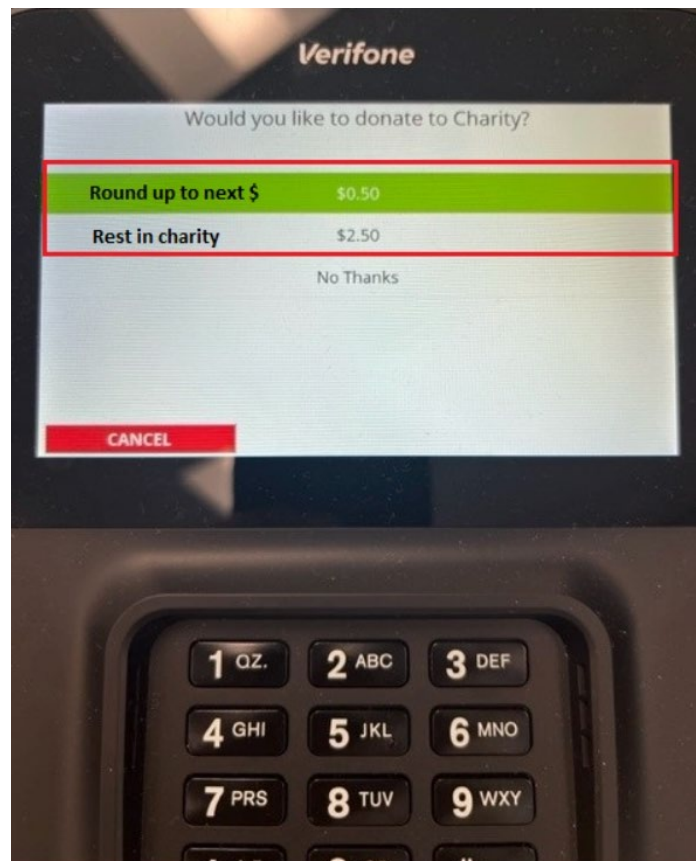 Verifone
Would you like to donate to Charity?
Round up to next $ $0.50
Rest in charity $2.50
No Thanks
CANCEL
1 QZ. 2 ABC 3 DEF
4 GHI 5 JKL 6 MNO
7 PRS 8 TUV 9 WXY